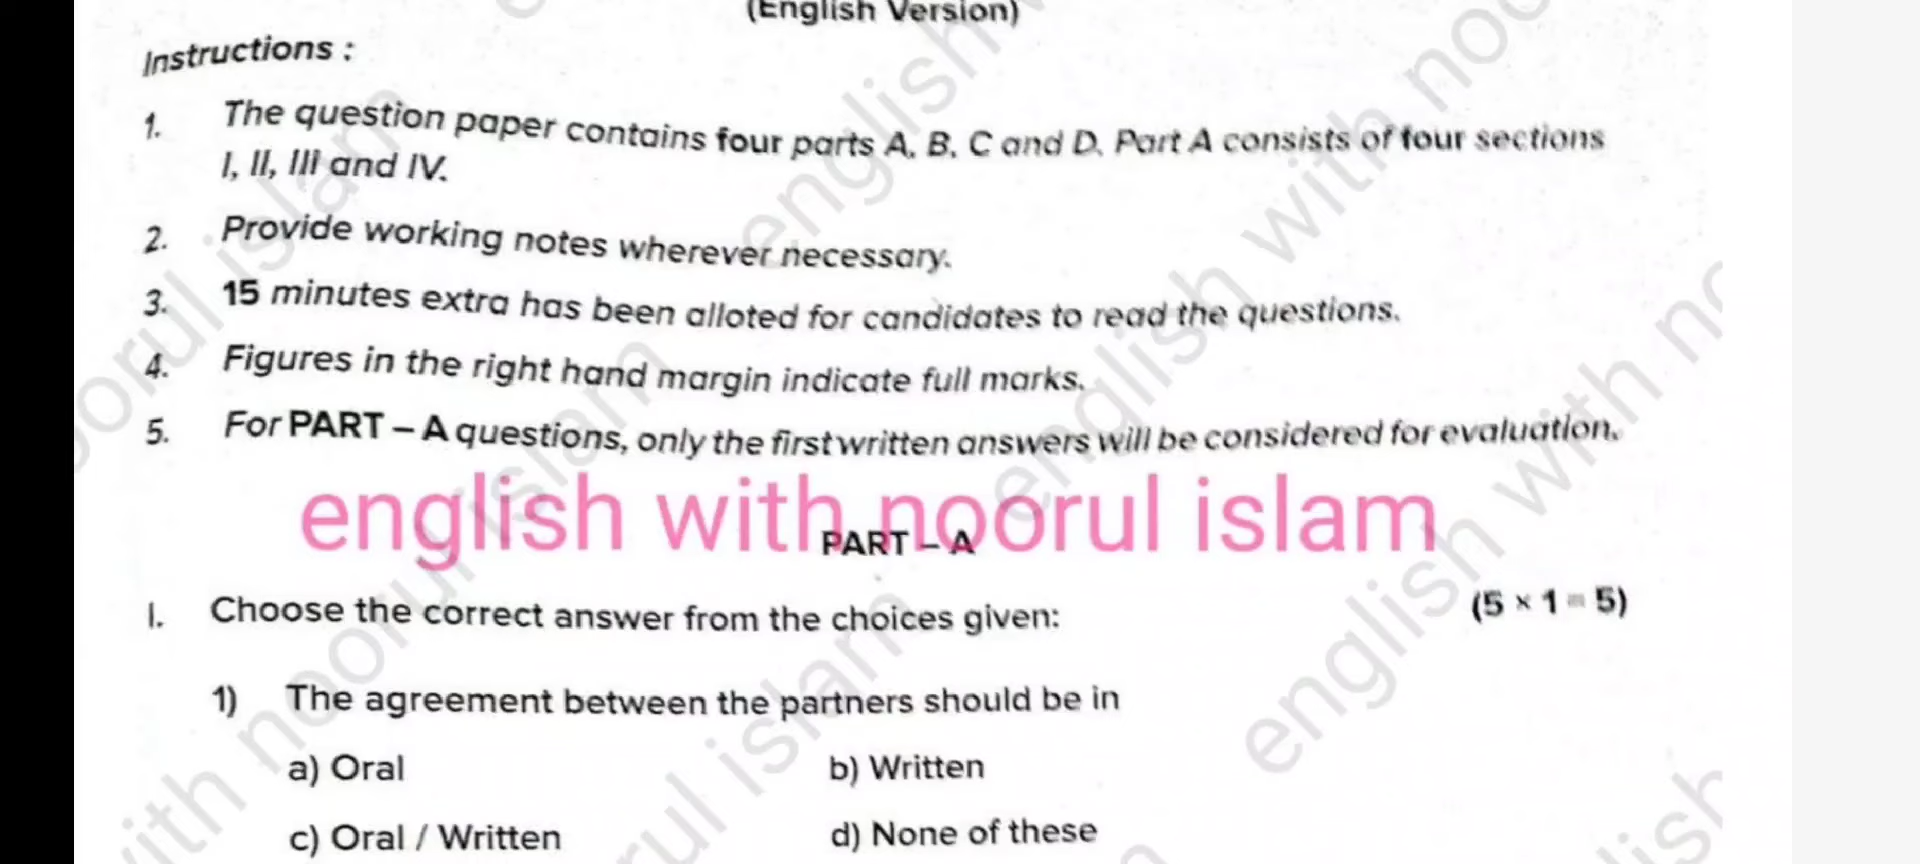 (English Version)
Instructions :
1. The question paper contains four parts A, B, C and D. Part A consists of four sections
I, II, III and IV.
2. Provide working notes wherever necessary.
3. 15 minutes extra has been alloted for candidates to read the questions.
4. Figures in the right hand margin indicate full marks.
5. For PART – A questions, only the first written answers will be considered for evaluation.
english with noorul islam
PART – A
I. Choose the correct answer from the choices given: (5 × 1 = 5)
1) The agreement between the partners should be in
a) Oral b) Written
c) Oral / Written d) None of these